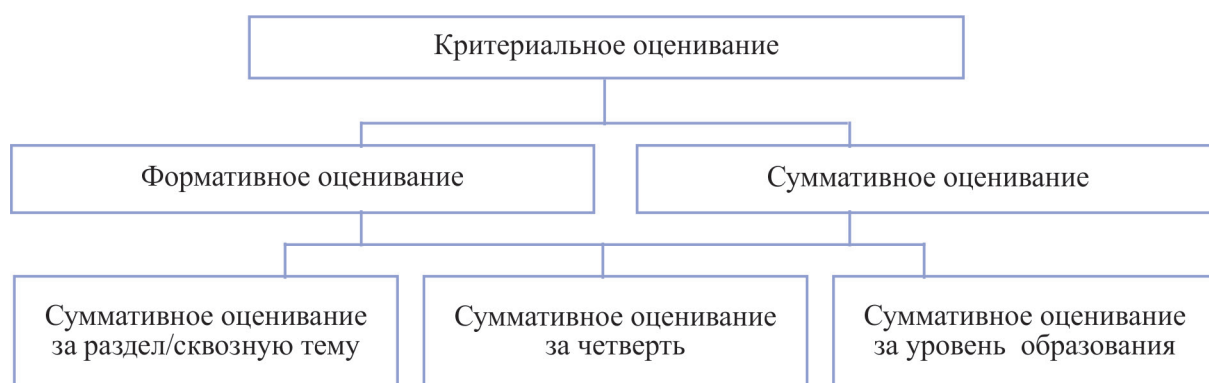 Критериальное оценивание
Формативное оценивание
Суммативное оценивание
Суммативное оценивание
за раздел/сквозную тему
Суммативное оценивание
за четверть
Суммативное оценивание
за уровень образования